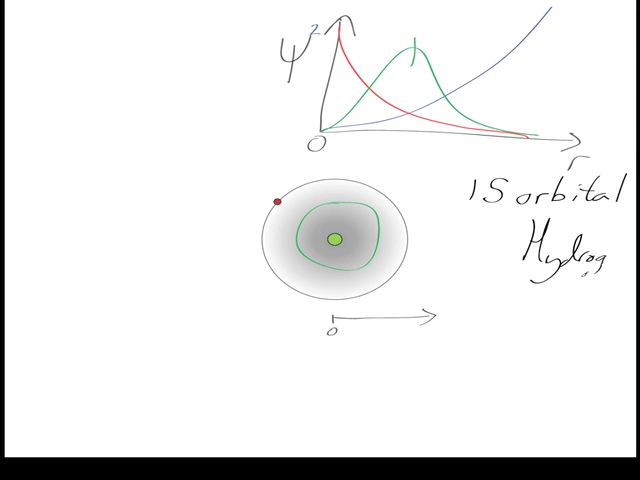 ψ²
0
r
1S orbital
Hydrog
0